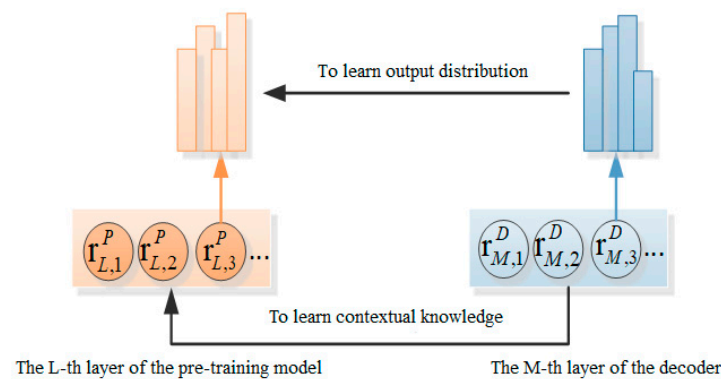 To learn output distribution
r^P_{L,1} r^P_{L,2} r^P_{L,3} ... r^D_{M,1} r^D_{M,2} r^D_{M,3} ...
To learn contextual knowledge
The L-th layer of the pre-training model The M-th layer of the decoder